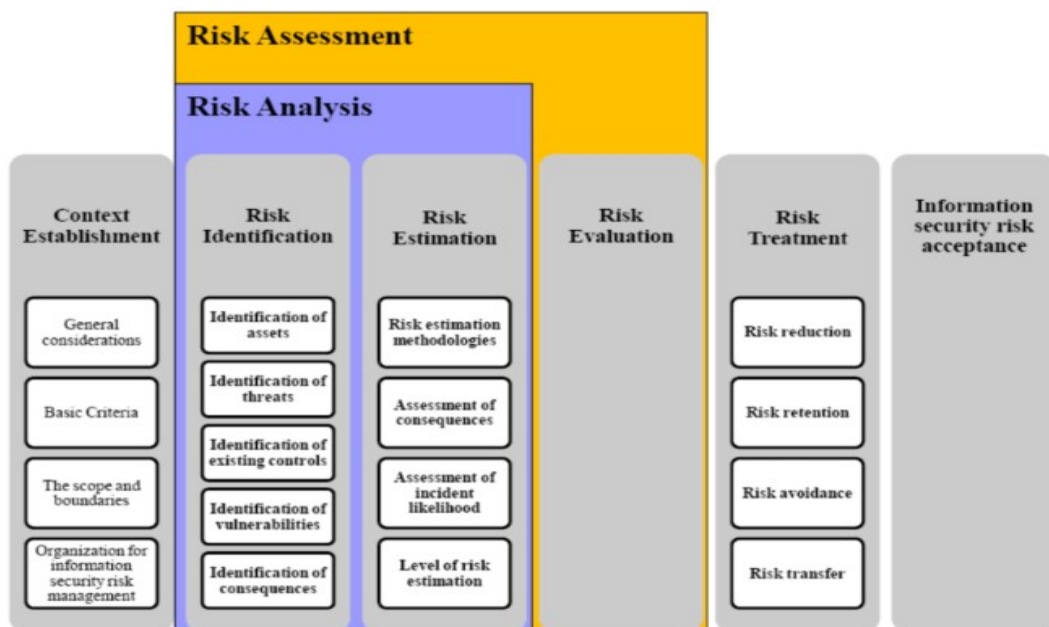 Risk Assessment
Risk Analysis
Context
Establishment
General
considerations
Basic Criteria
The scope and
boundaries
Organization for
information
security risk
management
Risk
Identification
Identification of
assets
Identification of
threats
Identification of
existing controls
Identification of
vulnerabilities
Identification of
consequences
Risk
Estimation
Risk estimation
methodologies
Assessment of
consequences
Assessment of
incident
likelihood
Level of risk
estimation
Risk
Evaluation
Risk
Treatment
Risk reduction
Risk retention
Risk avoidance
Risk transfer
Information
security risk
acceptance